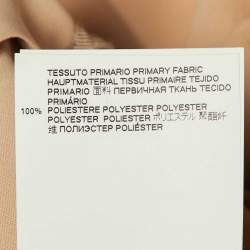 TESSUTO PRIMARIO PRIMARY FABRIC
HAUPTMATERIAL TISSU PRIMAIRE TEJIDO
PRIMARIO 面料 ПЕРВИЧНАЯ ТКАНЬ TECIDO
PRIMÁRIO
100% POLIESTERE POLYESTER POLYESTER
POLYESTER POLIESTER ポリエステル 聚酯纤
维 ПОЛИЭСТЕР POLIÉSTER